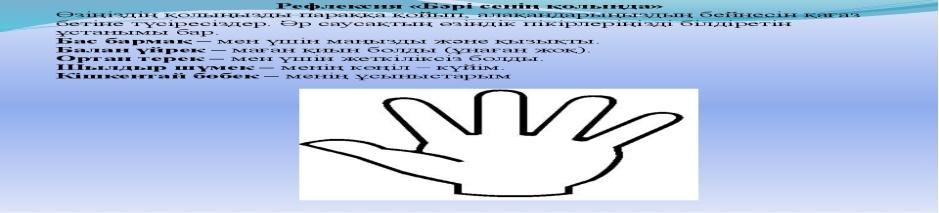 Рефлексия «Бәрі сенің қолыңда»
Өзіңіздің қолыңызды параққа қойып, алақандарыңыздың бейнесін қағаз
бетіне түсіресіздер. Әр саусақтың өзіндік пікірлеріңізді білдіретін
ұстанымы бар.
Бас бармақ – мен үшін маңызды және қызықты.
Балан үйрек – маған қиын болды (ұнаған жоқ).
Ортан терек – мен үшін жеткіліксіз болды.
Шылдыр шүмек – менің көңіл – күйім.
Кішкентай бөбек – менің ұсыныстарым